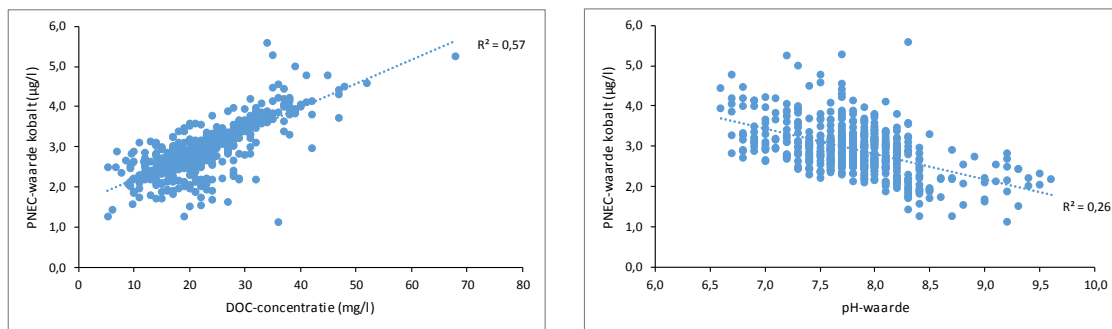 PNEC-waarde kobalt (µg/l)
6,0
5,0
4,0
3,0
2,0
1,0
0,0
R² = 0,57
0 10 20 30 40 50 60 70 80
DOC-concentratie (mg/l)
PNEC-waarde kobalt (µg/l)
6,0
5,0
4,0
3,0
2,0
1,0
0,0
R² = 0,26
6,0 6,5 7,0 7,5 8,0 8,5 9,0 9,5 10,0
pH-waarde